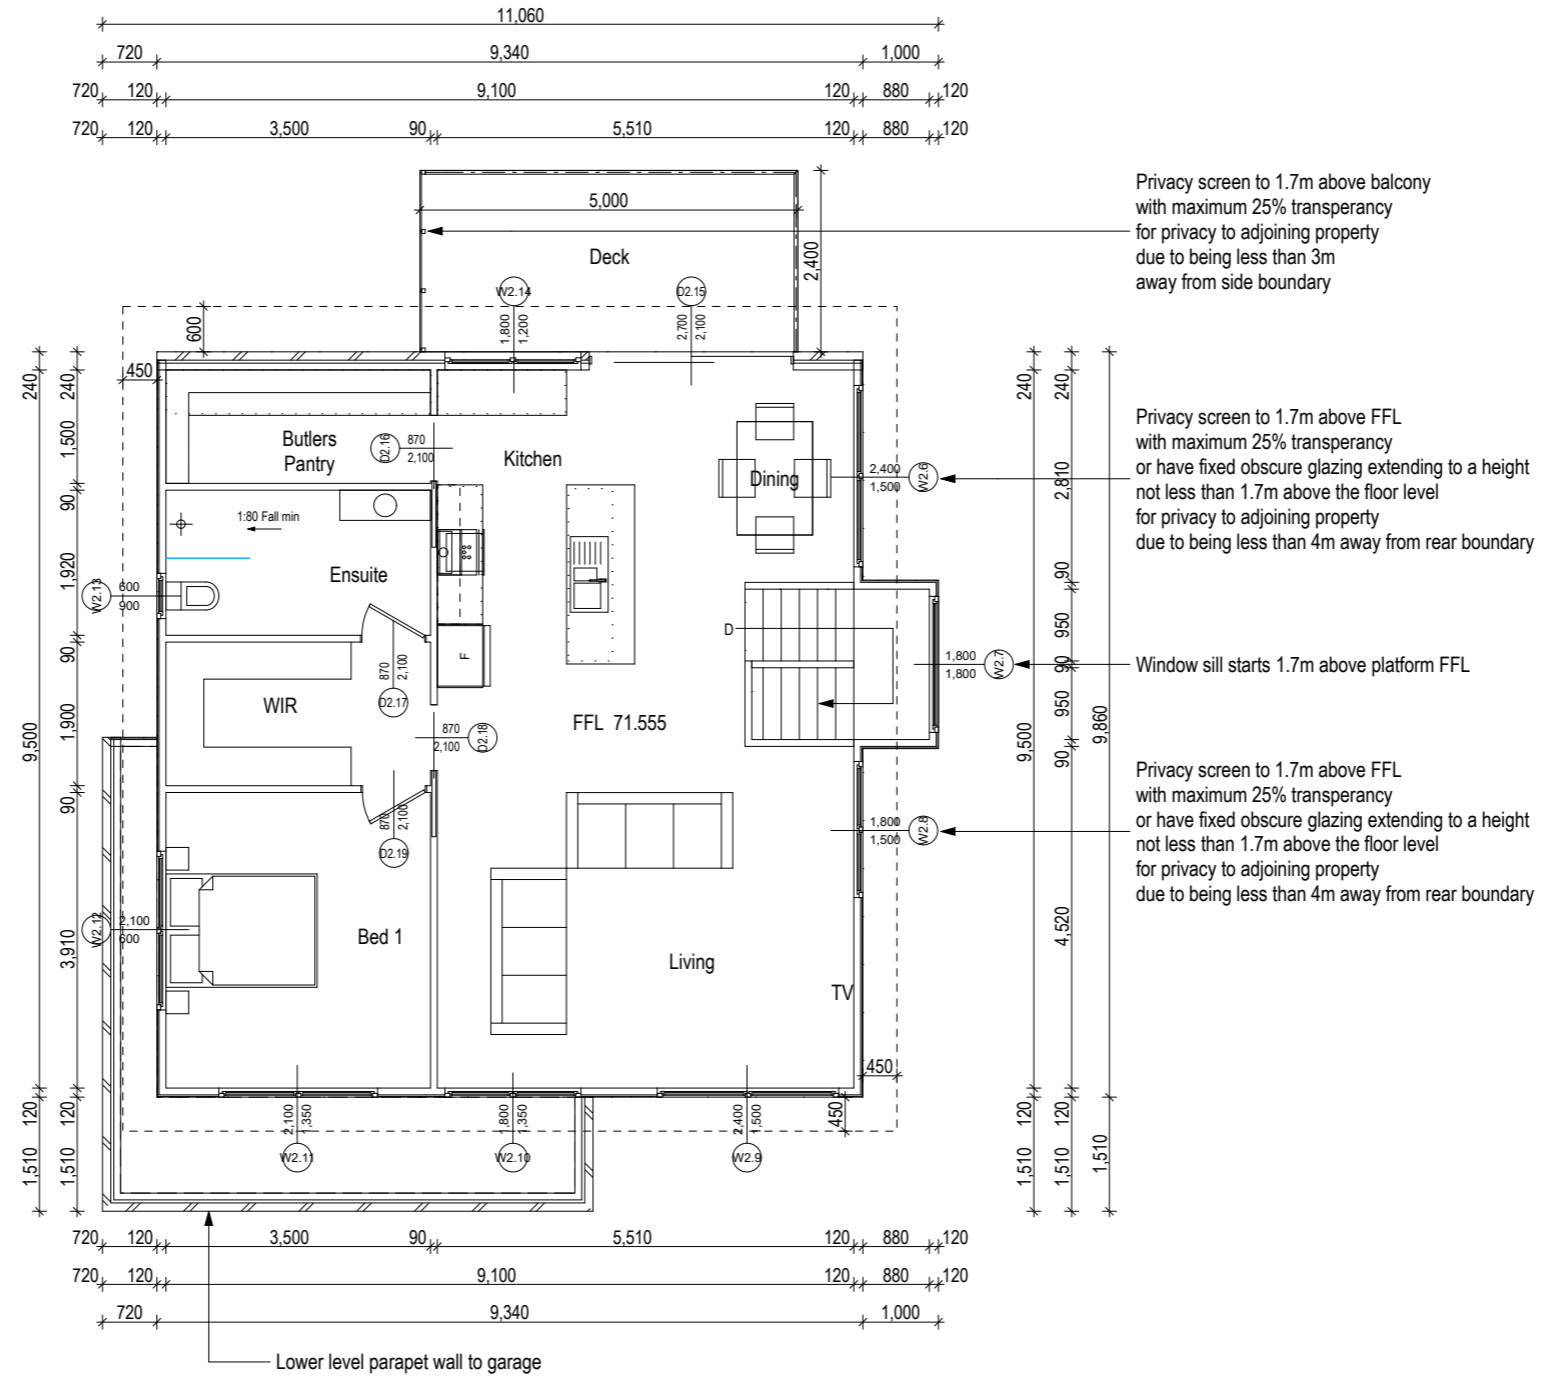 11,060
720 9,340 1,000
720 120 9,100 120 880 120
720 120 3,500 90 5,510 120 880 120
Privacy screen to 1.7m above balcony
with maximum 25% transperancy
for privacy to adjoining property
due to being less than 3m
away from side boundary
5,000
Deck
2,400
W2.14
1,800
1,200
D2.15
2,700
2,100
600
450
240
1,500
90
1,920
90
1,900
90
3,910
120
1,510
9,500
240
120
1,510
Butlers
Pantry
D2.16
870
2,100
Kitchen
Dining
2,400
1,500
W2.6
Privacy screen to 1.7m above FFL
with maximum 25% transperancy
or have fixed obscure glazing extending to a height
not less than 1.7m above the floor level
for privacy to adjoining property
due to being less than 4m away from rear boundary
1:80 Fall min
Ensuite
W2.13
600
900
F
D
870
2,100
D2.17
WIR
FFL 71.555
870
2,100
D2.18
1,800
1,800
W2.7
Window sill starts 1.7m above platform FFL
240
9,500
120
1,510
240
2,810
90
950
90
950
90
4,520
120
1,510
9,860
1,510
870
2,100
D2.19
1,800
1,500
W2.8
Privacy screen to 1.7m above FFL
with maximum 25% transperancy
or have fixed obscure glazing extending to a height
not less than 1.7m above the floor level
for privacy to adjoining property
due to being less than 4m away from rear boundary
W2.12
2,100
600
Bed 1
Living
TV
450
450
2,100
1,350
W2.11
1,800
1,350
W2.10
2,400
1,500
W2.9
720 120 3,500 90 5,510 120 880 120
720 120 9,100 120 880 120
720 9,340 1,000
Lower level parapet wall to garage